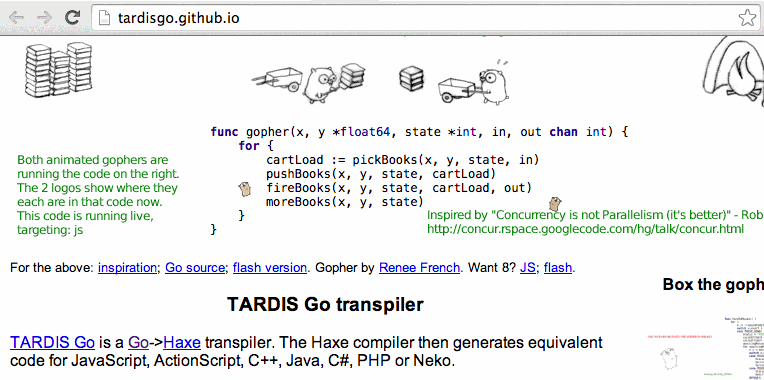 tardisgo.github.io
func gopher(x, y *float64, state *int, in, out chan int) {
for {
cartLoad := pickBooks(x, y, state, in)
pushBooks(x, y, state, cartLoad)
fireBooks(x, y, state, cartLoad, out)
moreBooks(x, y, state)
}
}
Both animated gophers are
running the code on the right.
The 2 logos show where they
each are in that code now.
This code is running live,
targeting: js
Inspired by "Concurrency is not Parallelism (it's better)" - Rob
http://concur.rspace.googlecode.com/hg/talk/concur.html
For the above: inspiration; Go source; flash version. Gopher by Renee French. Want 8? JS; flash.
Box the goph
TARDIS Go transpiler
TARDIS Go is a Go->Haxe transpiler. The Haxe compiler then generates equivalent
code for JavaScript, ActionScript, C++, Java, C#, PHP or Neko.